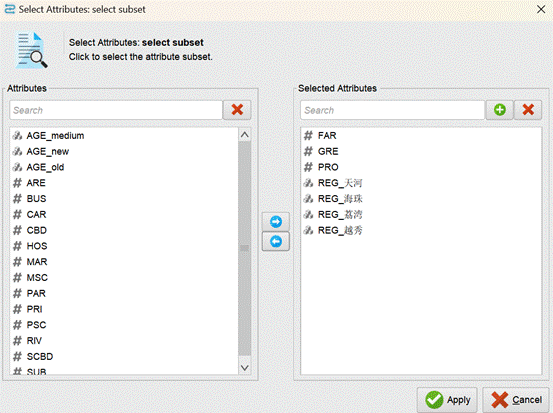 Select Attributes: select subset
Select Attributes: select subset
Click to select the attribute subset.
Attributes
Search
AGE_medium
AGE_new
AGE_old
ARE
BUS
CAR
CBD
HOS
MAR
MSC
PAR
PRI
PSC
RIV
SCBD
SUB
Selected Attributes
Search
FAR
GRE
PRO
REG_天河
REG_海珠
REG_荔湾
REG_越秀
Apply
Cancel